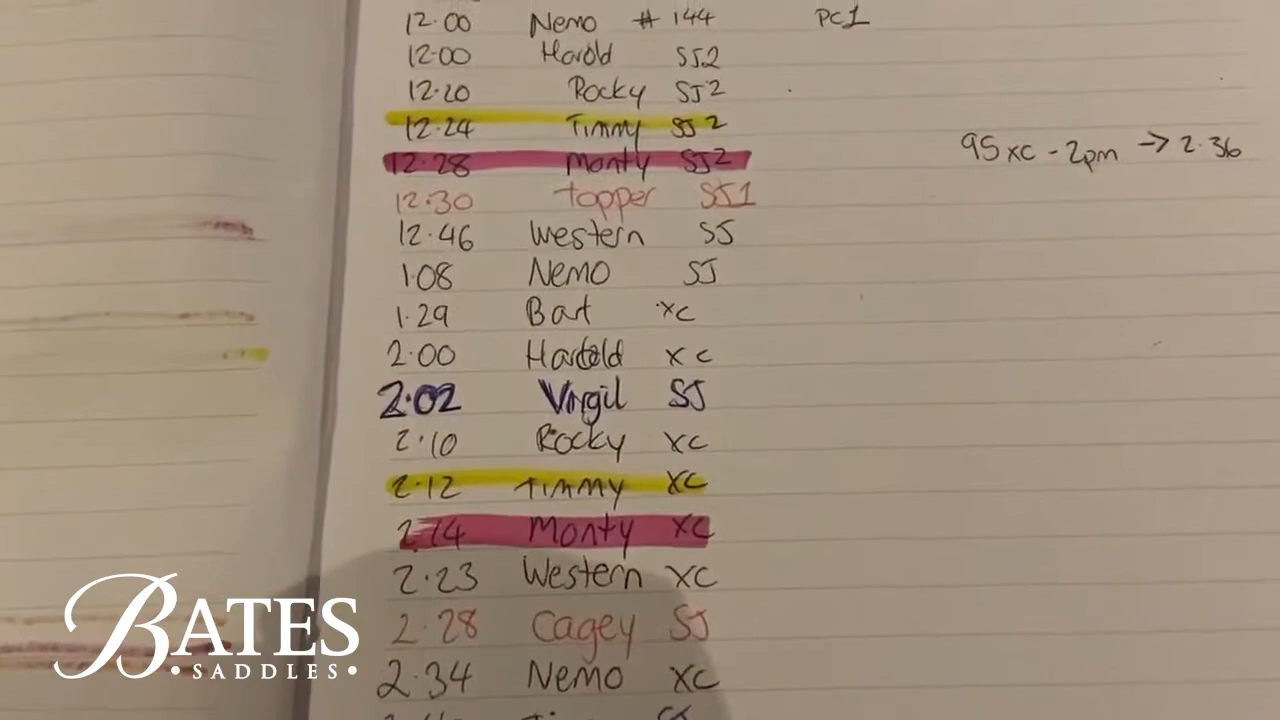 12.00 Nemo # 144 PC1
12.00 Harold SJ2
12.20 Rocky SJ2
12.24 Timmy SJ2
95 xc - 2pm → 2.36
12.28 Monty SJ2
12.30 topper SJ1
12.46 Western SJ
1.08 Nemo SJ
1.29 Bart xc
2.00 Harold xc
2.02 Virgil SJ
2.10 Rocky xc
2.12 Timmy xc
2.14 Monty xc
2.23 Western xc
2.28 Cagey SJ
2.34 Nemo xc
BATES
SADDLES